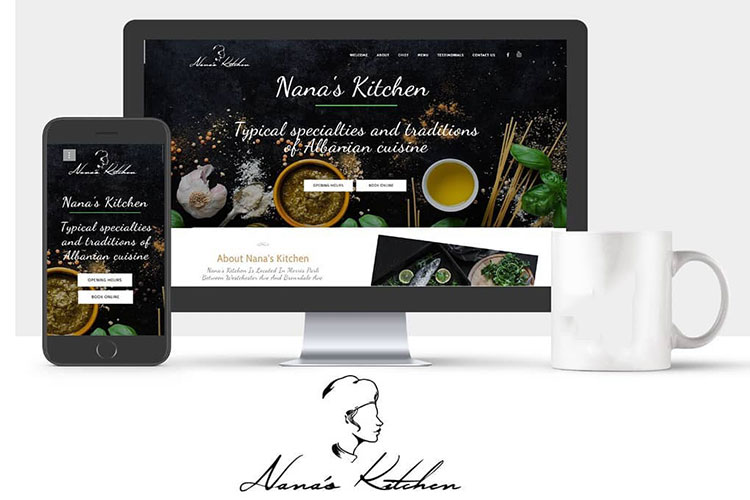 Nana's Kitchen
WELCOME ABOUT CHEF MENU TESTIMONIALS CONTACT US f
Nana's Kitchen
Typical specialties and traditions
of Albanian cuisine
OPENING HOURS BOOK ONLINE
About Nana's Kitchen
Nana's Kitchen Is Located In Morris Park
Between Westchester Ave And Quondale Ave
Nana's Kitchen
Nana's Kitchen
Typical specialties
and traditions of
Albanian cuisine
OPENING HOURS
BOOK ONLINE
Nana's Kitchen